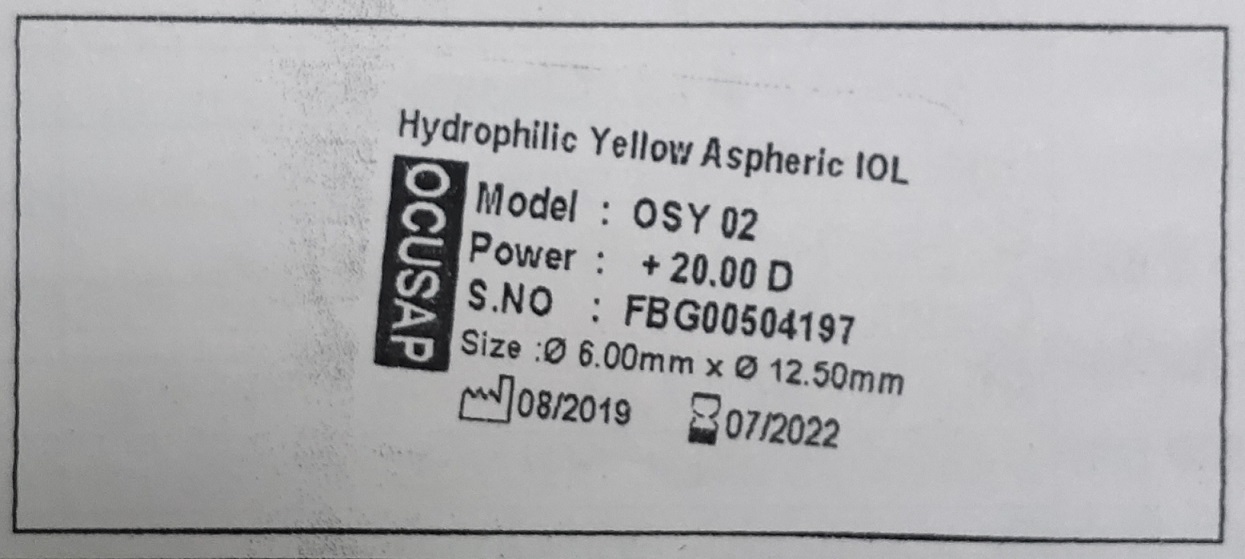 Hydrophilic Yellow Aspheric IOL
OCUSAP
Model : OSY 02
Power : + 20.00 D
S.NO : FBG00504197
Size :Ø 6.00mm x Ø 12.50mm
08/2019 07/2022